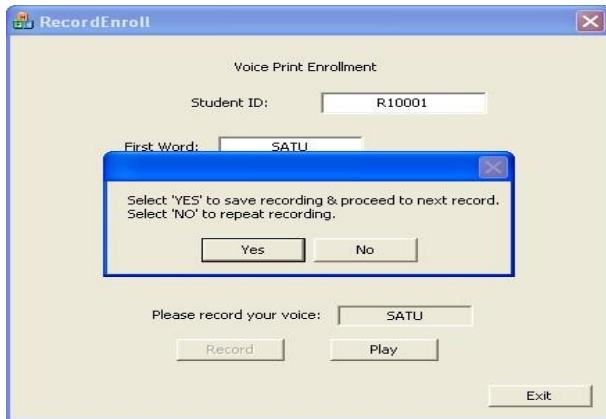 RecordEnroll
Voice Print Enrollment
Student ID: R10001
First Word: SATU
Select 'YES' to save recording & proceed to next record.
Select 'NO' to repeat recording.
Yes No
Please record your voice: SATU
Record Play
Exit